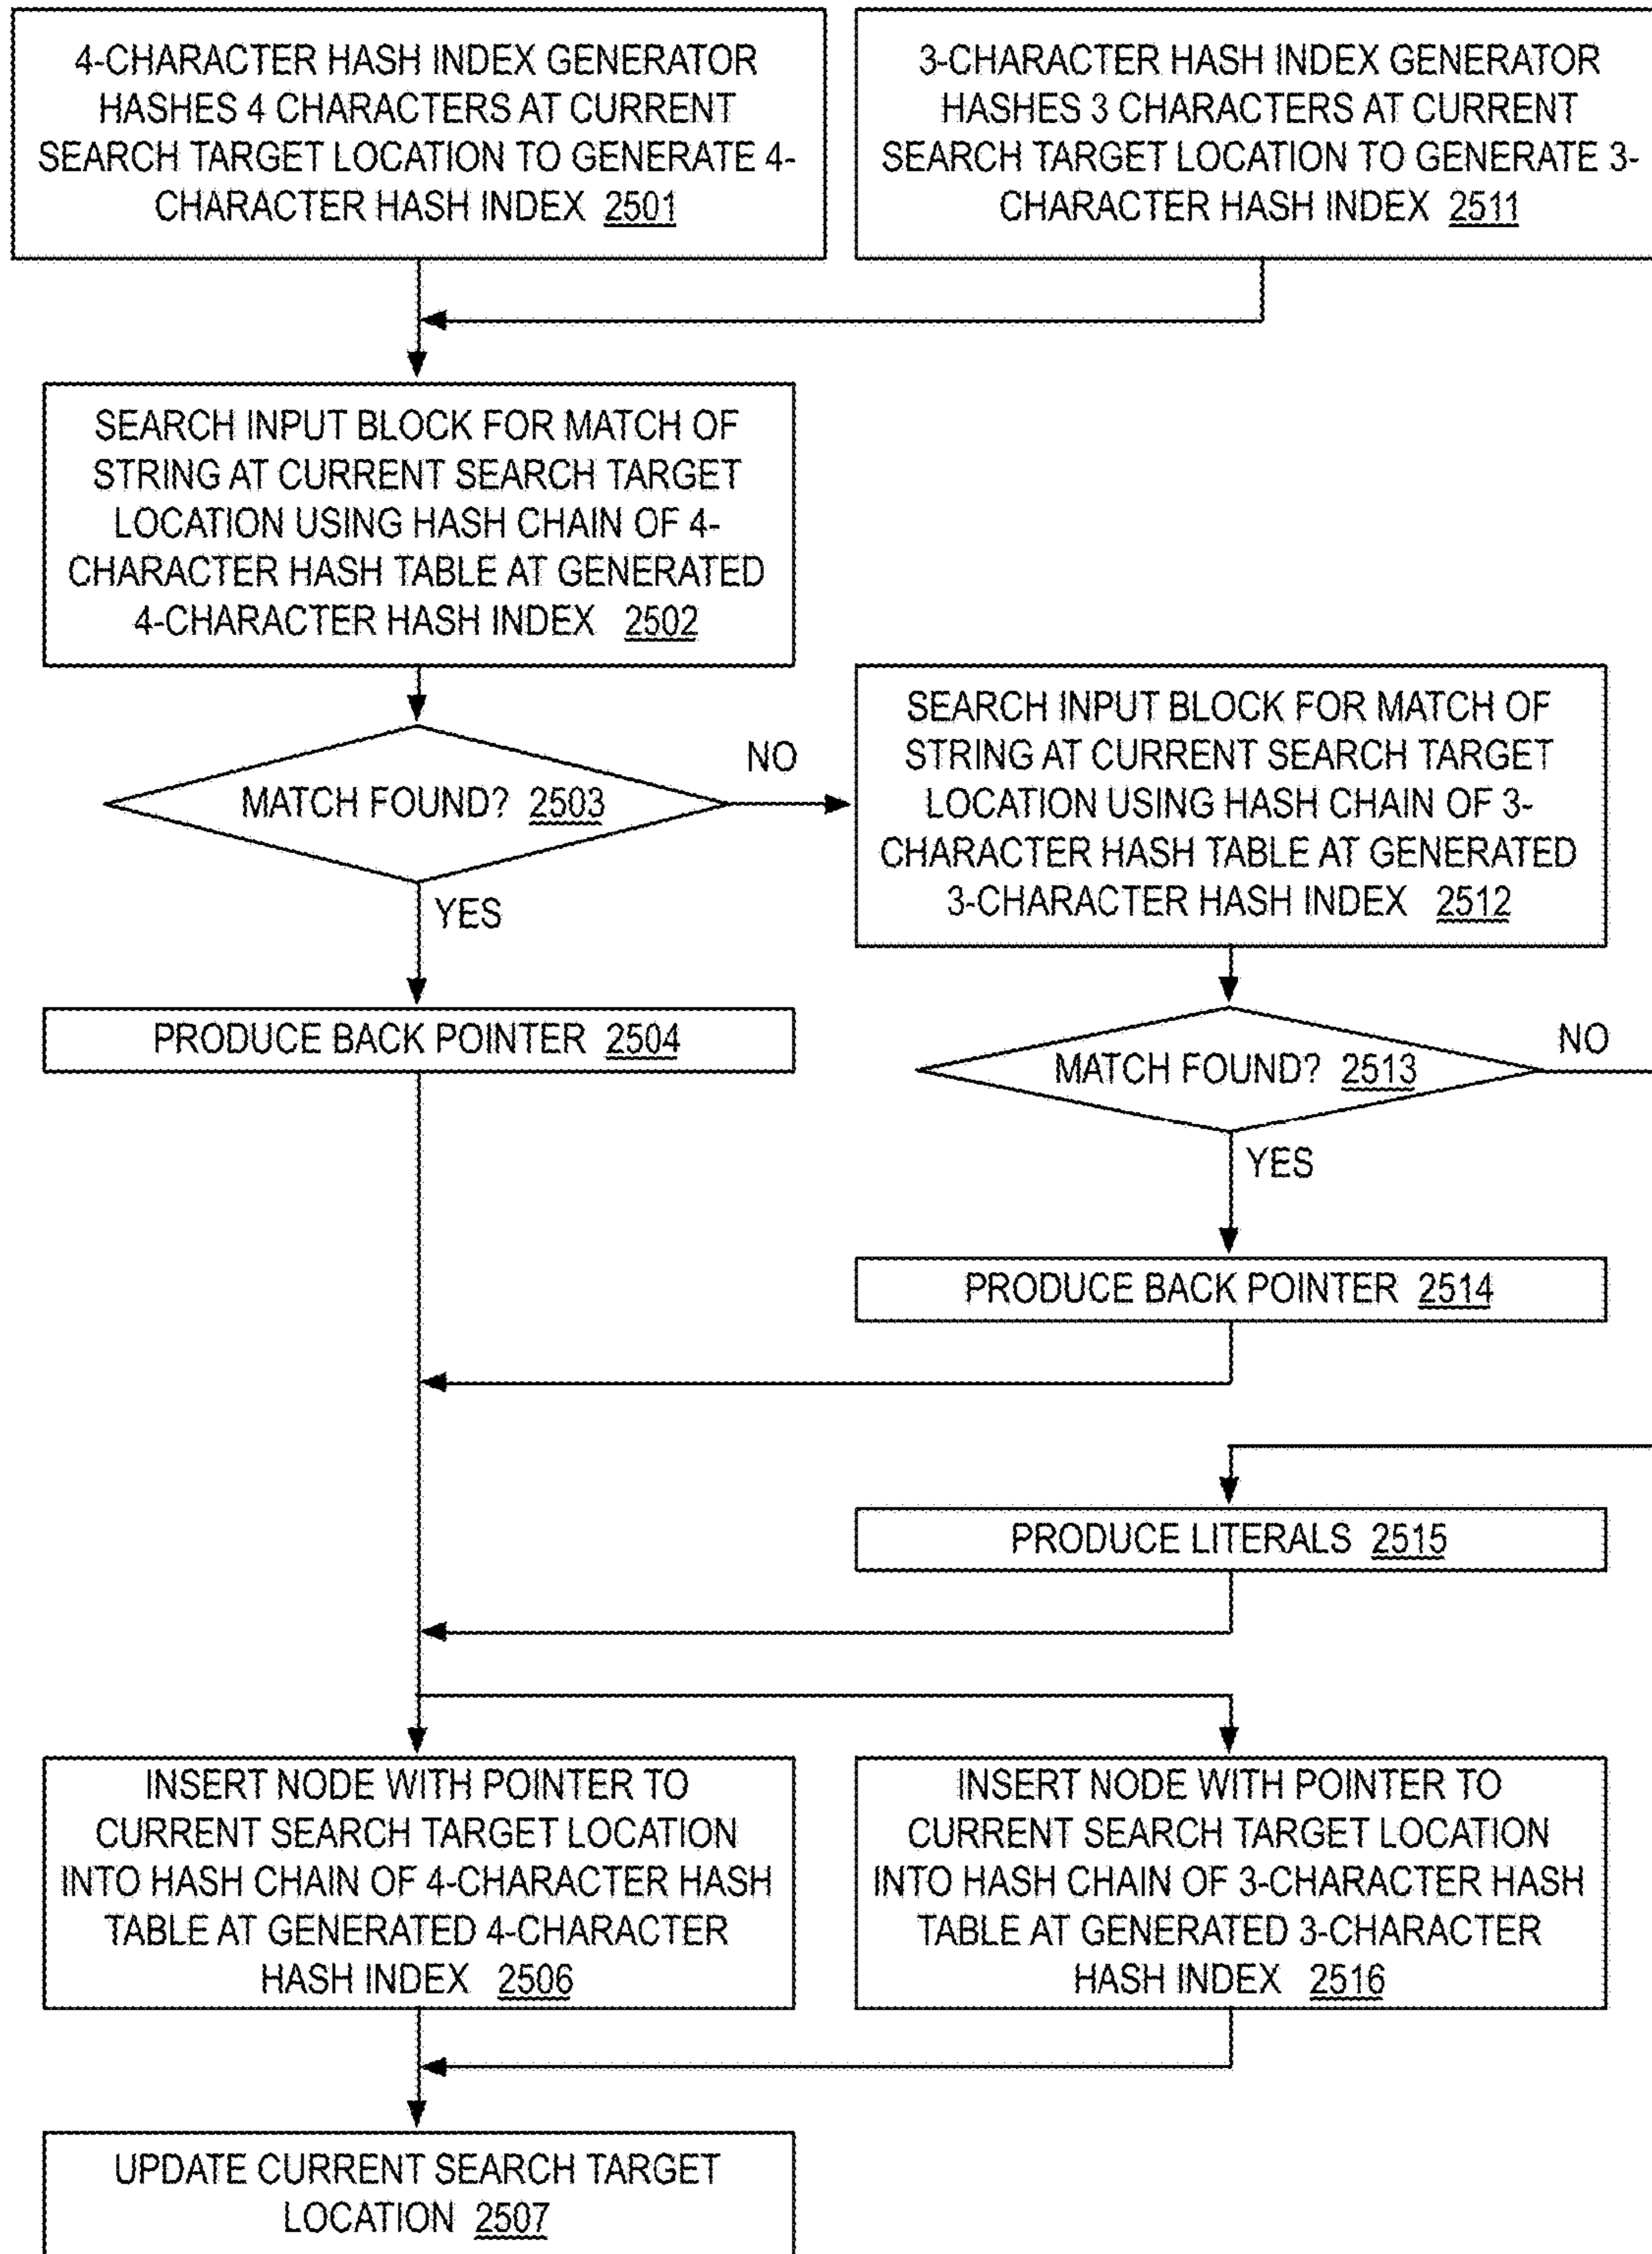 4-CHARACTER HASH INDEX GENERATOR
HASHES 4 CHARACTERS AT CURRENT
SEARCH TARGET LOCATION TO GENERATE 4-
CHARACTER HASH INDEX 2501
3-CHARACTER HASH INDEX GENERATOR
HASHES 3 CHARACTERS AT CURRENT
SEARCH TARGET LOCATION TO GENERATE 3-
CHARACTER HASH INDEX 2511
SEARCH INPUT BLOCK FOR MATCH OF
STRING AT CURRENT SEARCH TARGET
LOCATION USING HASH CHAIN OF 4-
CHARACTER HASH TABLE AT GENERATED
4-CHARACTER HASH INDEX 2502
MATCH FOUND? 2503
NO
YES
SEARCH INPUT BLOCK FOR MATCH OF
STRING AT CURRENT SEARCH TARGET
LOCATION USING HASH CHAIN OF 3-
CHARACTER HASH TABLE AT GENERATED
3-CHARACTER HASH INDEX 2512
PRODUCE BACK POINTER 2504
MATCH FOUND? 2513
NO
YES
PRODUCE BACK POINTER 2514
PRODUCE LITERALS 2515
INSERT NODE WITH POINTER TO
CURRENT SEARCH TARGET LOCATION
INTO HASH CHAIN OF 4-CHARACTER HASH
TABLE AT GENERATED 4-CHARACTER
HASH INDEX 2506
INSERT NODE WITH POINTER TO
CURRENT SEARCH TARGET LOCATION
INTO HASH CHAIN OF 3-CHARACTER HASH
TABLE AT GENERATED 3-CHARACTER
HASH INDEX 2516
UPDATE CURRENT SEARCH TARGET
LOCATION 2507